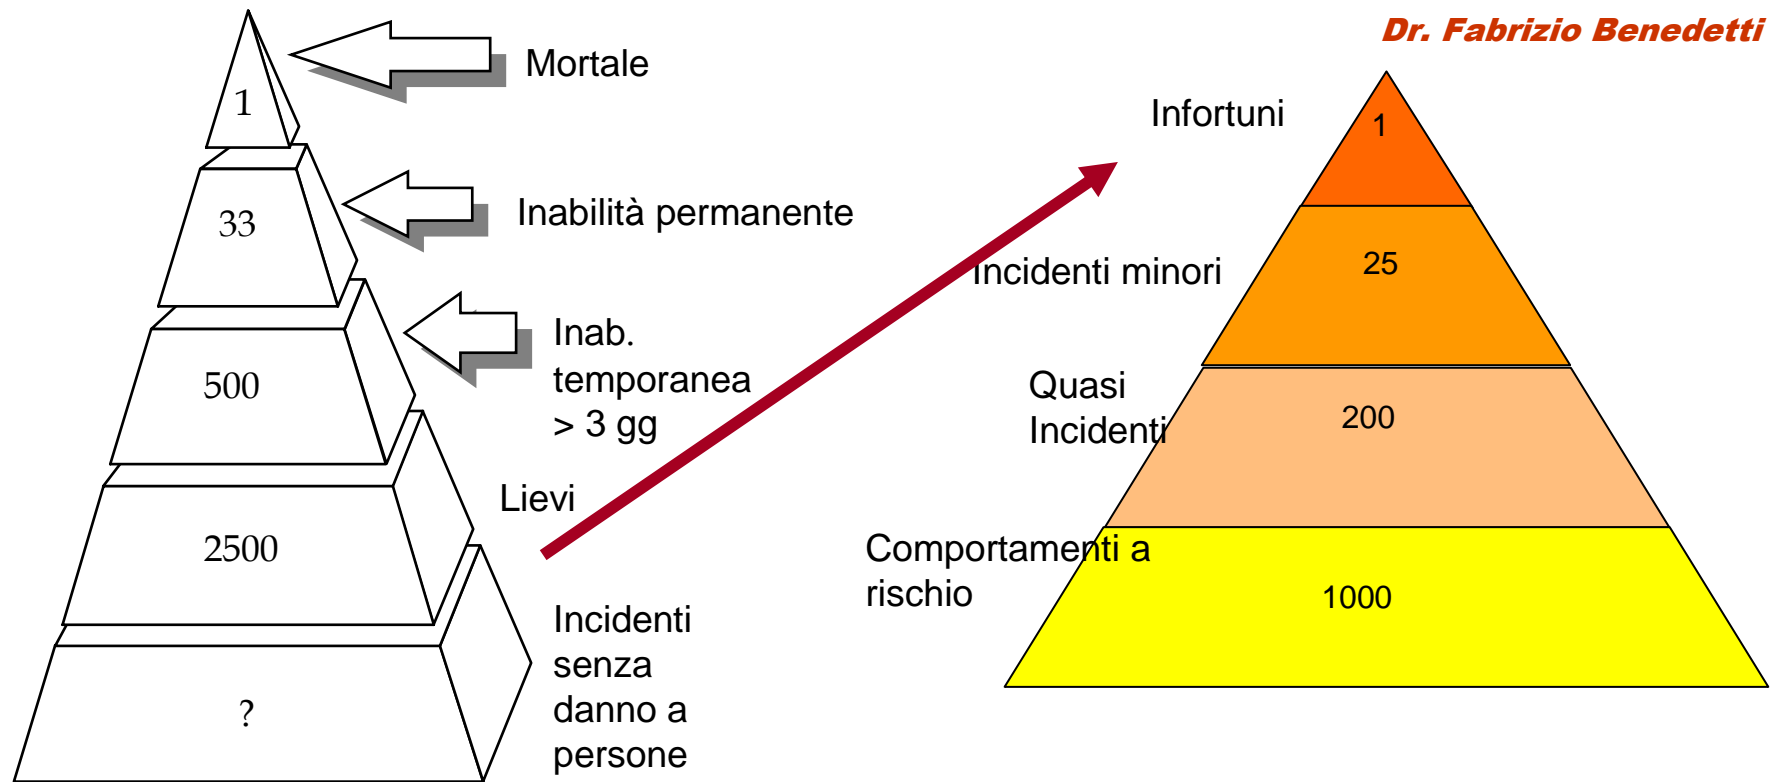 Dr. Fabrizio Benedetti
Mortale
1
Inabilità permanente
33
Inab.
temporanea
> 3 gg
500
Lievi
2500
Incidenti
senza
danno a
persone
?
Infortuni
1
Incidenti minori
25
Quasi
Incidenti
200
Comportamenti a
rischio
1000